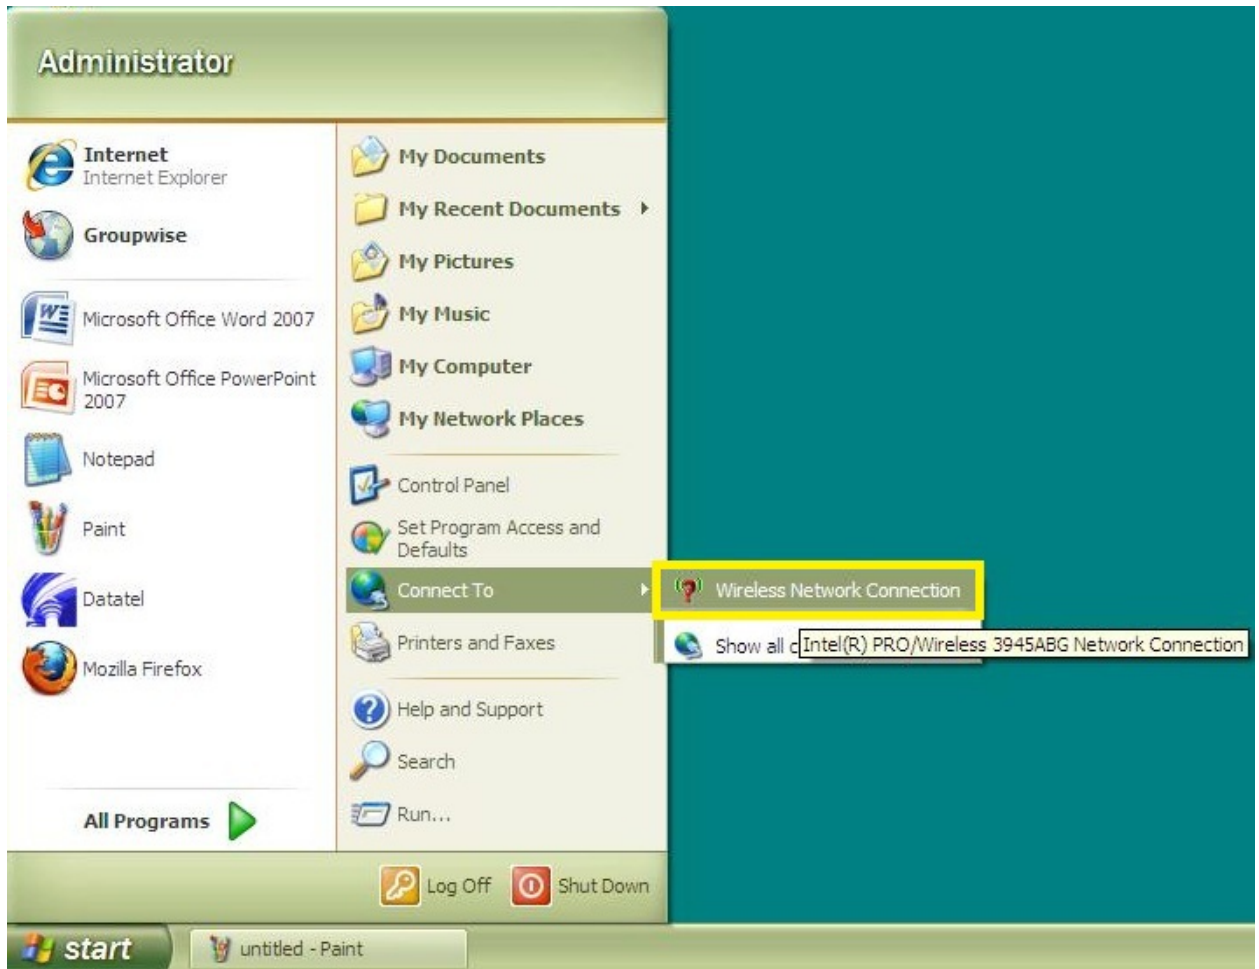 Administrator
Internet
Internet Explorer
Groupwise
Microsoft Office Word 2007
Microsoft Office PowerPoint
2007
Notepad
Paint
Datatel
Mozilla Firefox
All Programs
My Documents
My Recent Documents
My Pictures
My Music
My Computer
My Network Places
Control Panel
Set Program Access and
Defaults
Connect To
Printers and Faxes
Help and Support
Search
Run...
Wireless Network Connection
Show all c
Intel(R) PRO/Wireless 3945ABG Network Connection
Log Off
Shut Down
start
untitled - Paint